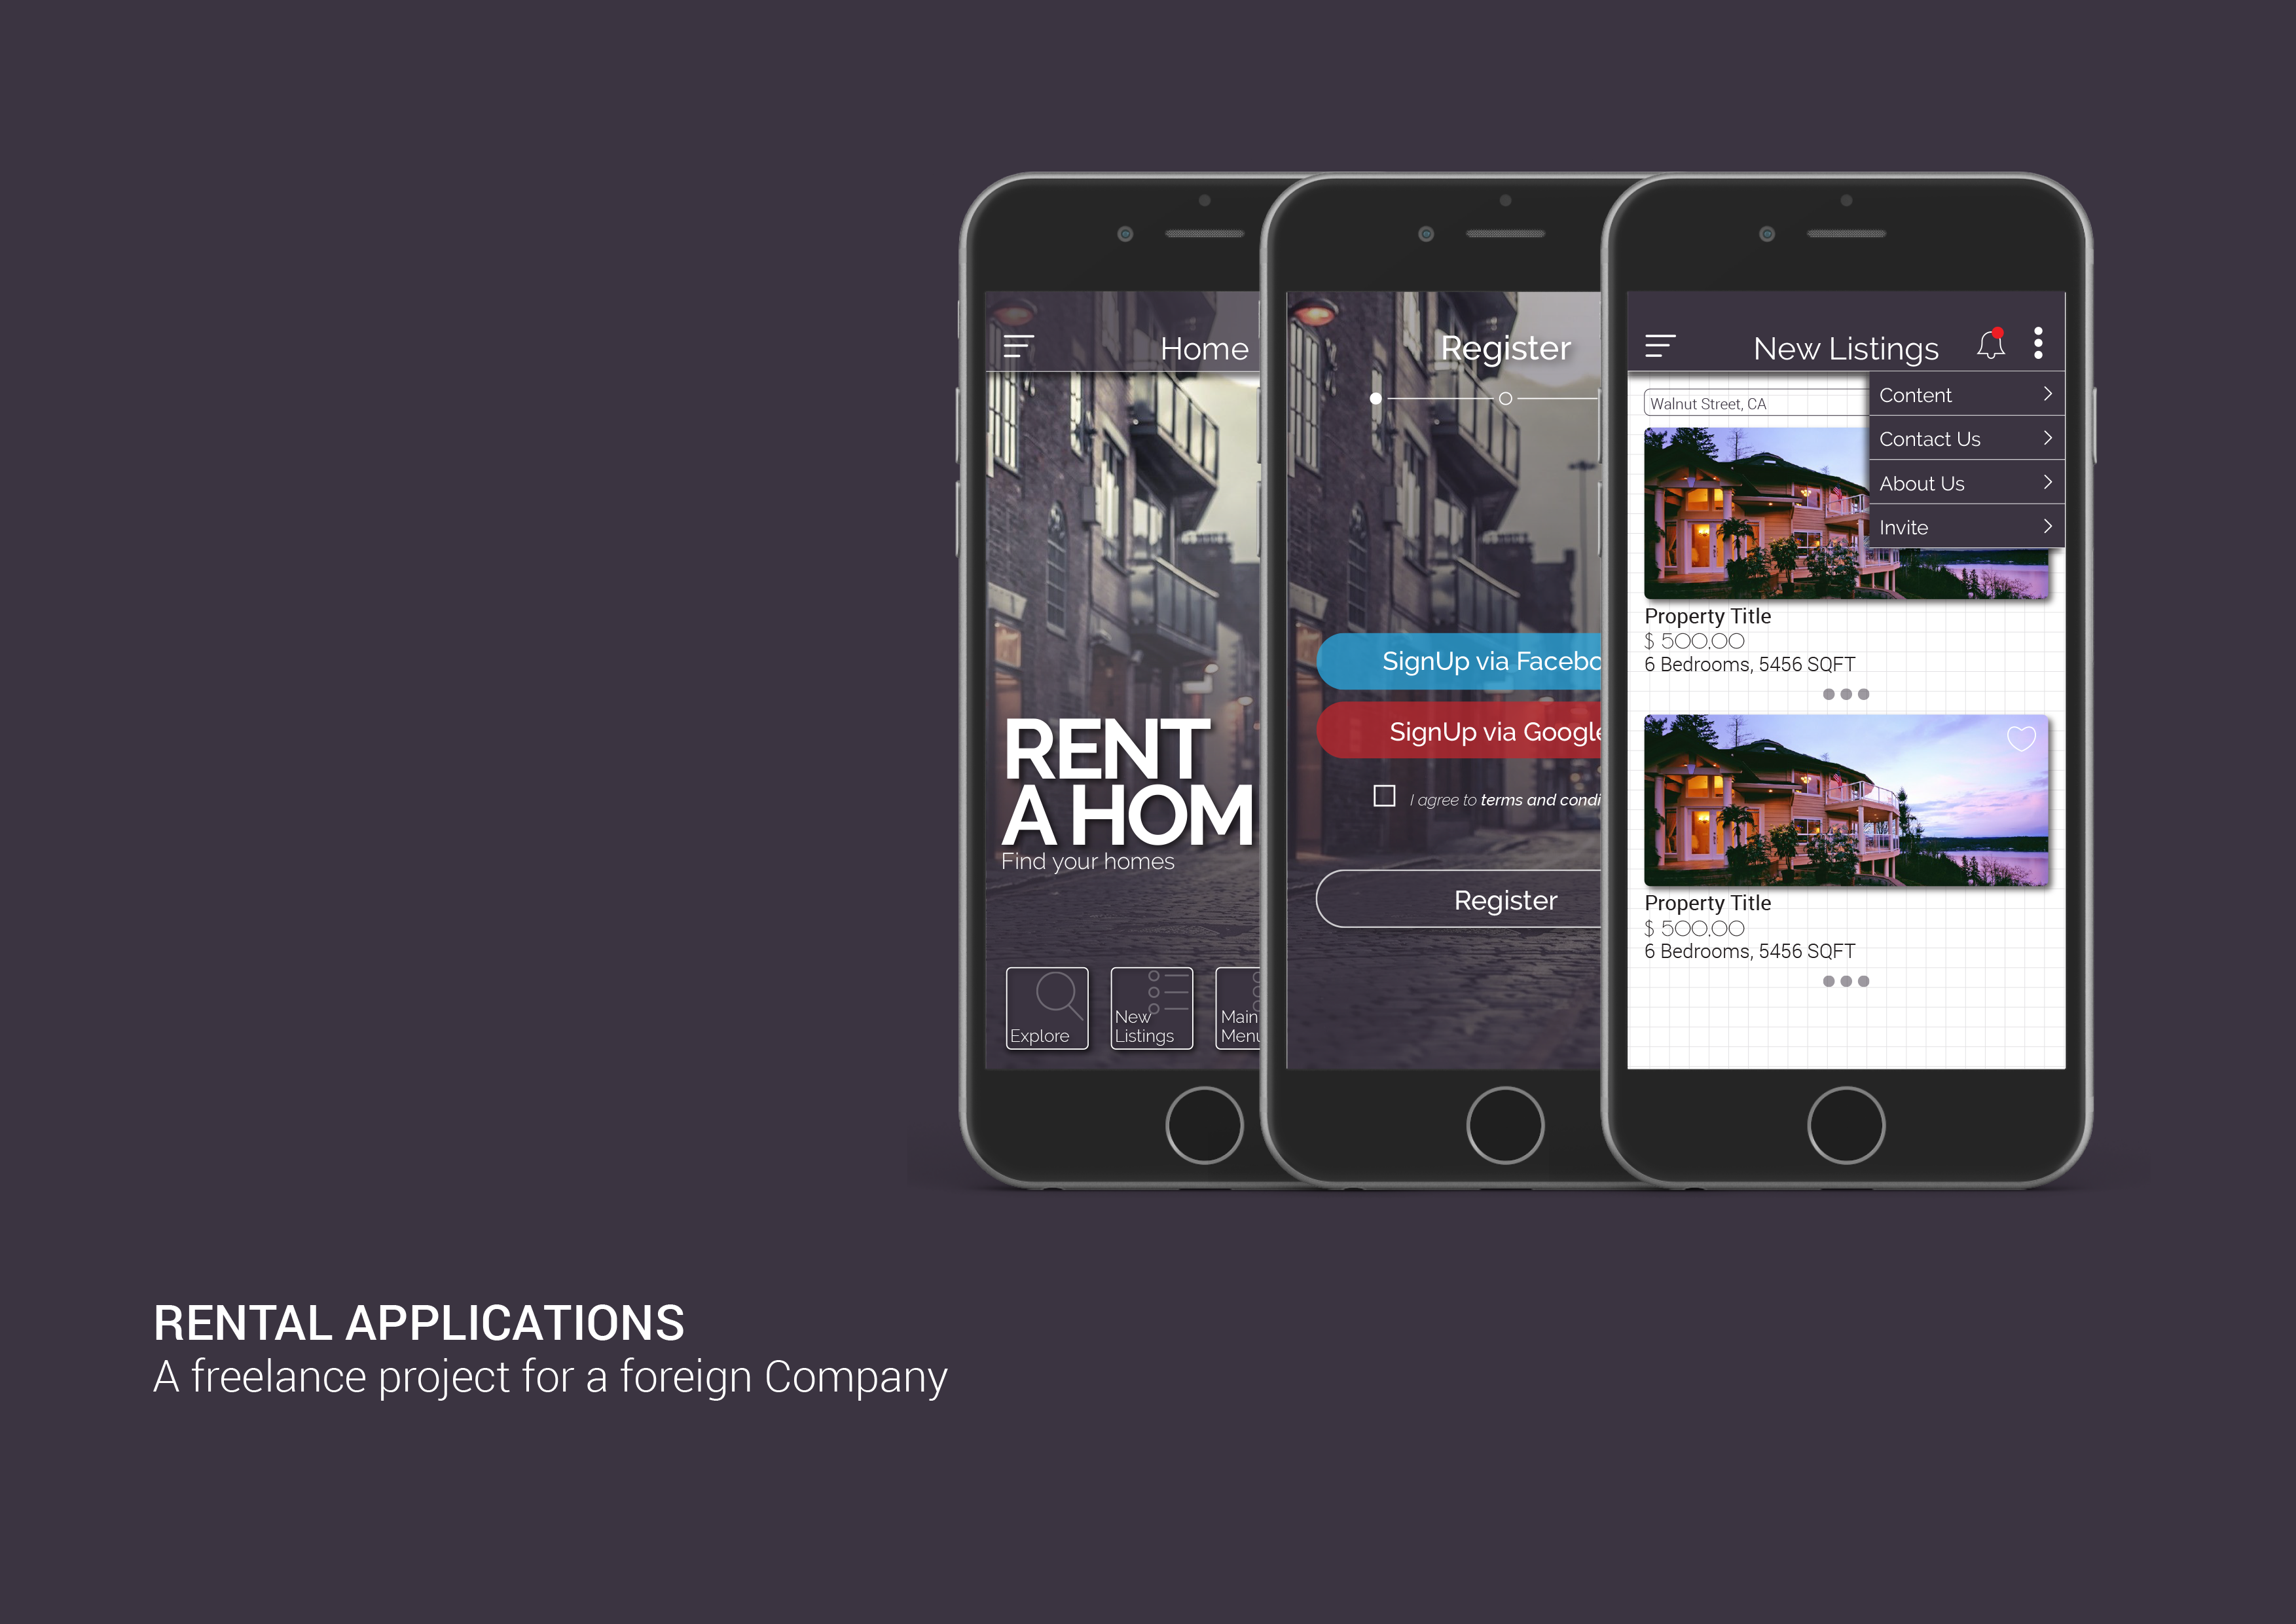 Home
RENT
A HOM
Find your homes
Explore
New
Listings
Main
Menu
Register
SignUp via Facebo
SignUp via Google
I agree to terms and condi
Register
New Listings
Walnut Street, CA
Content
Contact Us
About Us
Invite
Property Title
$ 500,00
6 Bedrooms, 5456 SQFT
Property Title
$ 500,00
6 Bedrooms, 5456 SQFT
RENTAL APPLICATIONS
A freelance project for a foreign Company